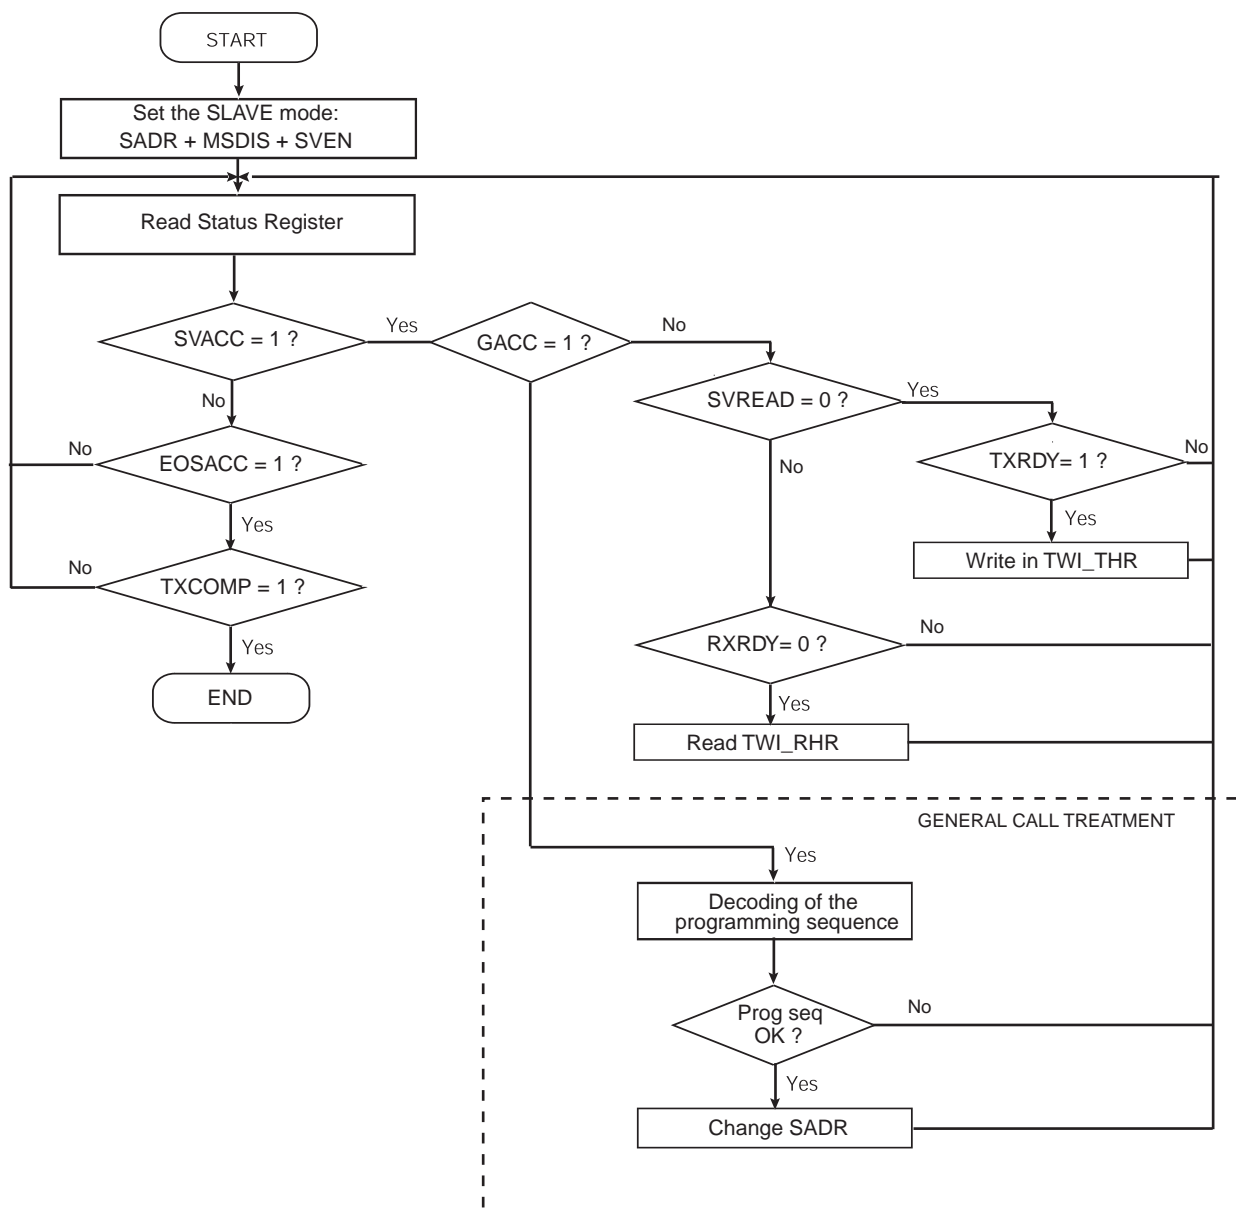 START
Set the SLAVE mode:
SADR + MSDIS + SVEN
Read Status Register
SVACC = 1 ?
Yes
GACC = 1 ?
No
SVREAD = 0 ?
Yes
No
EOSACC = 1 ?
No
No
TXRDY= 1 ?
No
Yes
Yes
Write in TWI_THR
TXCOMP = 1 ?
No
Yes
END
RXRDY= 0 ?
No
Yes
Read TWI_RHR
GENERAL CALL TREATMENT
Yes
Decoding of the
programming sequence
Prog seq
OK ?
No
Yes
Change SADR